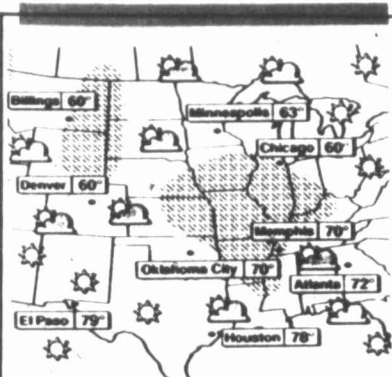 Billings 60°
Minneapolis 63°
Chicago 60°
Denver 60°
Memphis 70°
Oklahoma City 70°
Atlanta 72°
El Paso 79°
Houston 78°